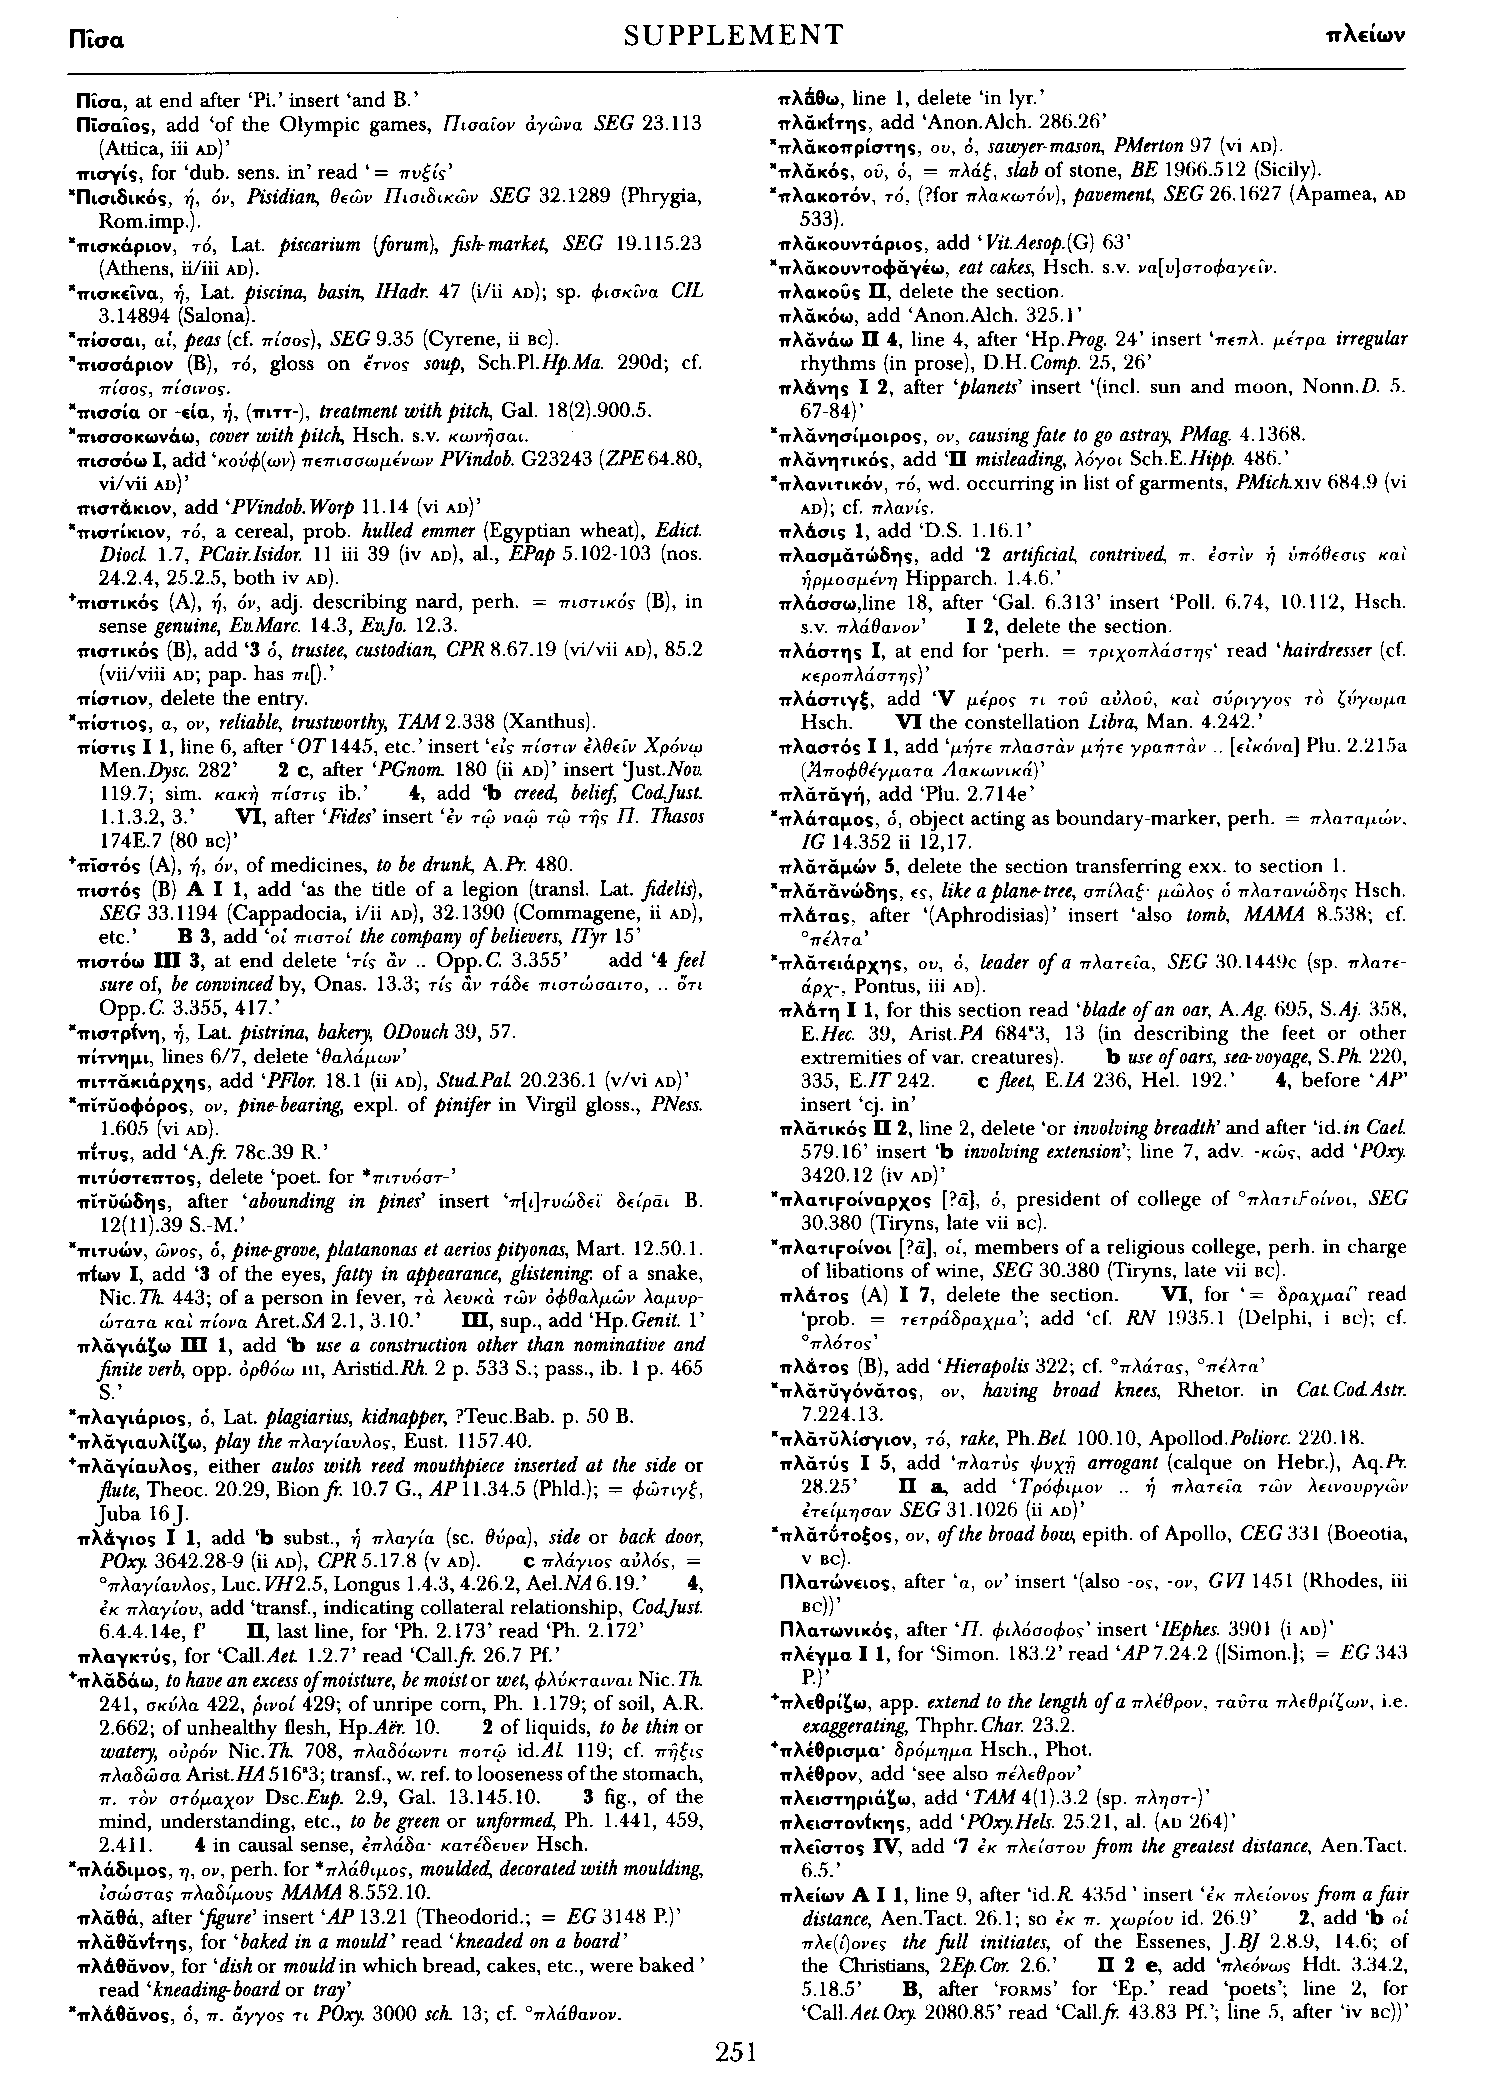 Πῖσα
SUPPLEMENT
πλείων
Πῖσα, at end after ‘Pi.’ insert ‘and B.’
Πῑσαῖος, add ‘of the Olympic games, Πισαῖον ἀγῶνα SEG 23.113
(Attica, iii AD)’
πισγίς, for ‘dub. sens. in’ read ‘= πυξίς’
*Πισιδικός, ή, όν, Pisidian, θεῶν Πισιδικῶν SEG 32.1289 (Phrygia,
Rom.imp.).
*πισκάριον, τό, Lat. piscarium (forum), fish-market, SEG 19.115.23
(Athens, ii/iii AD).
*πισκεῖνα, ἡ, Lat. piscina, basin, IHadr. 47 (i/ii AD); sp. φισκῖνα CIL
3.14894 (Salona).
*πίσσαι, αἱ, peas (cf. πίσος), SEG 9.35 (Cyrene, ii BC).
*πισσάριον (B), τό, gloss on ἔτνος soup, Sch.Pl.Hp.Ma. 290d; cf.
πίσος, πίσινος.
*πισσία or -εία, ἡ, (πιττ-), treatment with pitch, Gal. 18(2).900.5.
*πισσοκωνάω, cover with pitch, Hsch. s.v. κωνῆσαι.
πισσόω I, add ‘κούφ(ων) πεπισσωμένων PVindob. G23243 (ZPE 64.80,
vi/vii AD)’
πιστάκιον, add ‘PVindob.Worp 11.14 (vi AD)’
*πιστίκιον, τό, a cereal, prob. hulled emmer (Egyptian wheat), Edict.
Diocl. 1.7, PCair.Isidor. 11 iii 39 (iv AD), al., EPap 5.102-103 (nos.
24.2.4, 25.2.5, both iv AD).
⁺πιστικός (A), ή, όν, adj. describing nard, perh. = πιστικός (B), in
sense genuine, Ev.Marc. 14.3, Ev.Jo. 12.3.
πιστικός (B), add ‘3 ὁ, trustee, custodian, CPR 8.67.19 (vi/vii AD), 85.2
(vii/viii AD; pap. has πι[).’
πίστιον, delete the entry.
*πίστιος, α, ον, reliable, trustworthy, TAM 2.338 (Xanthus).
πίστις I 1, line 6, after ‘OT 1445, etc.’ insert ‘εἰς πίστιν ἐλθεῖν Χρόνῳ
Men.Dysc. 282’ 2 c, after ‘PGnom. 180 (ii AD)’ insert ‘Just.Nov.
119.7; sim. κακὴ πίστις ib.’ 4, add ‘b creed, belief, Cod.Just.
1.1.3.2, 3.’ VI, after ‘Fides’ insert ‘ἐν τῷ ναῷ τῷ τῆς Π. Thasos
174E.7 (80 BC)’
⁺πῑστός (A), ή, όν, of medicines, to be drunk, A.Pr. 480.
πιστός (B) A I 1, add ‘as the title of a legion (transl. Lat. fidelis),
SEG 33.1194 (Cappadocia, i/ii AD), 32.1390 (Commagene, ii AD),
etc.’ B 3, add ‘οἱ πιστοί the company of believers, ITyr 15’
πιστόω III 3, at end delete ‘τίς ἂν .. Opp.C. 3.355’ add ‘4 feel
sure of, be convinced by, Onas. 13.3; τίς ἂν τάδε πιστώσαιτο, .. ὅτι
Opp.C. 3.355, 417.’
*πιστρίνη, ἡ, Lat. pistrina, bakery, ODouch 39, 57.
πίτνημι, lines 6/7, delete ‘θαλάμων’
πιττᾰκιάρχης, add ‘PFlor. 18.1 (ii AD), Stud.Pal. 20.236.1 (v/vi AD)’
*πῐτῠοφόρος, ον, pine-bearing, expl. of pinifer in Virgil gloss., PNess.
1.605 (vi AD).
πίτυς, add ‘A.fr. 78c.39 R.’
πιτύστεπτος, delete ‘poet. for *πιτυόστ-’
πῐτῠώδης, after ‘abounding in pines’ insert ‘π[ι]τυώδεϊ δείρᾱι B.
12(11).39 S.-M.’
*πιτυών, ῶνος, ὁ, pine-grove, platanonas et aerios pityonas, Mart. 12.50.1.
πίων I, add ‘3 of the eyes, fatty in appearance, glistening: of a snake,
Nic.Th. 443; of a person in fever, τὰ λευκὰ τῶν ὀφθαλμῶν λαμυρ-
ώτατα καὶ πίονα Aret.SA 2.1, 3.10.’ III, sup., add ‘Hp.Genit. 1’
πλᾰγιάζω III 1, add ‘b use a construction other than nominative and
finite verb, opp. ὀρθόω III, Aristid.Rh. 2 p. 533 S.; pass., ib. 1 p. 465
S.’
*πλαγιάριος, ὁ, Lat. plagiarius, kidnapper, ?Teuc.Bab. p. 50 B.
⁺πλᾰγιαυλίζω, play the πλαγίαυλος, Eust. 1157.40.
⁺πλᾰγίαυλος, either aulos with reed mouthpiece inserted at the side or
flute, Theoc. 20.29, Bion fr. 10.7 G., AP 11.34.5 (Phld.); = φῶτιγξ,
Juba 16 J.
πλάγιος I 1, add ‘b subst., ἡ πλαγία (sc. θύρα), side or back door,
POxy. 3642.28-9 (ii AD), CPR 5.17.8 (v AD). c πλάγιος αὐλός, =
°πλαγίαυλος, Luc.VH 2.5, Longus 1.4.3, 4.26.2, Ael.NA 6.19.’ 4,
ἐκ πλαγίου, add ‘transf., indicating collateral relationship, Cod.Just.
6.4.4.14e, f’ II, last line, for ‘Ph. 2.173’ read ‘Ph. 2.172’
πλαγκτύς, for ‘Call.Aet. 1.2.7’ read ‘Call.fr. 26.7 Pf.’
⁺πλᾰδάω, to have an excess of moisture, be moist or wet, φλύκταιναι Nic.Th.
241, σκύλα 422, ῥινοί 429; of unripe corn, Ph. 1.179; of soil, A.R.
2.662; of unhealthy flesh, Hp.Aër. 10. 2 of liquids, to be thin or
watery, οὖρόν Nic.Th. 708, πλαδόωντι ποτῷ id.Al. 119; cf. πῆξις
πλαδῶσα Arist.HA 516ª3; transf., w. ref. to looseness of the stomach,
π. τὸν στόμαχον Dsc.Eup. 2.9, Gal. 13.145.10. 3 fig., of the
mind, understanding, etc., to be green or unformed, Ph. 1.441, 459,
2.411. 4 in causal sense, ἐπλάδα· κατέδευεν Hsch.
*πλάδιμος, η, ον, perh. for *πλάθιμος, moulded, decorated with moulding,
ἰσώστας πλαδίμους MAMA 8.552.10.
πλᾰθά, after ‘figure’ insert ‘AP 13.21 (Theodorid.; = EG 3148 P.)’
πλᾰθᾰνίτης, for ‘baked in a mould’ read ‘kneaded on a board’
πλάθᾰνον, for ‘dish or mould in which bread, cakes, etc., were baked ’
read ‘kneading-board or tray’
*πλάθᾰνος, ὁ, π. ἄγγος τι POxy. 3000 sch. 13; cf. °πλάθανον.
πλάθω, line 1, delete ‘in lyr.’
πλᾰκίτης, add ‘Anon.Alch. 286.26’
*πλᾰκοπρίστης, ου, ὁ, sawyer-mason, PMerton 97 (vi AD).
*πλᾰκός, οῦ, ὁ, = πλάξ, slab of stone, BE 1966.512 (Sicily).
*πλακοτόν, τό, (?for πλακωτόν), pavement, SEG 26.1627 (Apamea, AD
533).
πλᾰκουντάριος, add ‘Vit.Aesop.(G) 63’
*πλᾰκουντοφᾰγέω, eat cakes, Hsch. s.v. να[υ]στοφαγεῖν.
πλακοῦς II, delete the section.
πλᾰκόω, add ‘Anon.Alch. 325.1’
πλᾰνάω II 4, line 4, after ‘Hp.Prog. 24’ insert ‘πεπλ. μέτρα irregular
rhythms (in prose), D.H.Comp. 25, 26’
πλάνης I 2, after ‘planets’ insert ‘(incl. sun and moon, Nonn.D. 5.
67-84)’
*πλᾰνησίμοιρος, ον, causing fate to go astray, PMag. 4.1368.
πλᾰνητικός, add ‘II misleading, λόγοι Sch.E.Hipp. 486.’
*πλανιτικόν, τό, wd. occurring in list of garments, PMich.xiv 684.9 (vi
AD); cf. πλανίς.
πλάσις 1, add ‘D.S. 1.16.1’
πλασμᾰτώδης, add ‘2 artificial, contrived, π. ἐστὶν ἡ ὑπόθεσις καὶ
ἡρμοσμένη Hipparch. 1.4.6.’
πλάσσω,line 18, after ‘Gal. 6.313’ insert ‘Poll. 6.74, 10.112, Hsch.
s.v. πλάθανον’ I 2, delete the section.
πλάστης I, at end for ‘perh. = τριχοπλάστης‘ read ‘hairdresser (cf.
κεροπλάστης)’
πλάστιγξ, add ‘V μέρος τι τοῦ αὐλοῦ, καὶ σύριγγος τὸ ζύγωμα
Hsch. VI the constellation Libra, Man. 4.242.’
πλαστός I 1, add ‘μήτε πλαστὰν μήτε γραπτὰν .. [εἰκόνα] Plu. 2.215a
(Ἀποφθέγματα Λακωνικά)’
πλᾰτᾰγή, add ‘Plu. 2.714e’
*πλάταμος, ὁ, object acting as boundary-marker, perh. = πλαταμών,
IG 14.352 ii 12,17.
πλᾰτᾰμών 5, delete the section transferring exx. to section 1.
*πλᾰτᾰνώδης, ες, like a plane-tree, σπίλαξ· μῶλος ὁ πλατανώδης Hsch.
πλάτας, after ‘(Aphrodisias)’ insert ‘also tomb, MAMA 8.538; cf.
°πέλτα’
*πλᾰτειάρχης, ου, ὁ, leader of a πλατεῖα, SEG 30.1449c (sp. πλατε-
άρχ-, Pontus, iii AD).
πλάτη I 1, for this section read ‘blade of an oar, A.Ag. 695, S.Aj. 358,
E.Hec. 39, Arist.PA 684ª3, 13 (in describing the feet or other
extremities of var. creatures). b use of oars, sea-voyage, S.Ph. 220,
335, E.IT 242. c fleet, E.IA 236, Hel. 192.’ 4, before ‘AP’
insert ‘cj. in’
πλᾰτικός II 2, line 2, delete ‘or involving breadth’ and after ‘id.in Cael.
579.16’ insert ‘b involving extension’; line 7, adv. -κῶς, add ‘POxy.
3420.12 (iv AD)’
*πλατιϝοίναρχος [?ᾱ], ὁ, president of college of °πλατιϝοίνοι, SEG
30.380 (Tiryns, late vii BC).
*πλατιϝοίνοι [?ᾱ], οἱ, members of a religious college, perh. in charge
of libations of wine, SEG 30.380 (Tiryns, late vii BC).
πλάτος (A) I 7, delete the section. VI, for ‘= δραχμαί’ read
‘prob. = τετράδραχμα’; add ‘cf. RN 1935.1 (Delphi, i BC); cf.
°πλότος’
πλάτος (B), add ‘Hierapolis 322; cf. °πλάτας, °πέλτα’
*πλᾰτῠγόνᾰτος, ον, having broad knees, Rhetor. in Cat.Cod.Astr.
7.224.13.
*πλᾰτῠλίσγιον, τό, rake, Ph.Bel. 100.10, Apollod.Poliorc. 220.18.
πλᾰτύς I 5, add ‘πλατὺς ψυχῇ arrogant (calque on Hebr.), Aq.Pr.
28.25’ II a, add ‘Τρόφιμον .. ἡ πλατεῖα τῶν λεινουργῶν
ἐτείμησαν SEG 31.1026 (ii AD)’
*πλᾰτύτοξος, ον, of the broad bow, epith. of Apollo, CEG 331 (Boeotia,
v BC).
Πλατώνειος, after ‘α, ον’ insert ‘(also -ος, -ον, GVI 1451 (Rhodes, iii
BC))’
Πλατωνικός, after ‘Π. φιλόσοφος’ insert ‘IEphes. 3901 (i AD)’
πλέγμα I 1, for ‘Simon. 183.2’ read ‘AP 7.24.2 ([Simon.]; = EG 343
P.)’
⁺πλεθρίζω, app. extend to the length of a πλέθρον, ταῦτα πλεθρίζων, i.e.
exaggerating, Thphr.Char. 23.2.
⁺πλέθρισμα· δρόμημα Hsch., Phot.
πλέθρον, add ‘see also πέλεθρον’
πλειστηριάζω, add ‘TAM 4(1).3.2 (sp. πληστ-)’
πλειστονίκης, add ‘POxy.Hels. 25.21, al. (AD 264)’
πλεῖστος IV, add ‘7 ἐκ πλείστου from the greatest distance, Aen.Tact.
6.5.’
πλείων A I 1, line 9, after ‘id.R. 435d ’ insert ‘ἐκ πλείονος from a fair
distance, Aen.Tact. 26.1; so ἐκ π. χωρίου id. 26.9’ 2, add ‘b οἱ
πλε(ί)ονες the full initiates, of the Essenes, J.BJ 2.8.9, 14.6; of
the Christians, 2Ep.Cor. 2.6.’ II 2 e, add ‘πλεόνως Hdt. 3.34.2,
5.18.5’ B, after ‘FORMS’ for ‘Ep.’ read ‘poets’; line 2, for
‘Call.Aet.Oxy. 2080.85’ read ‘Call.fr. 43.83 Pf.’; line 5, after ‘iv BC))’
251